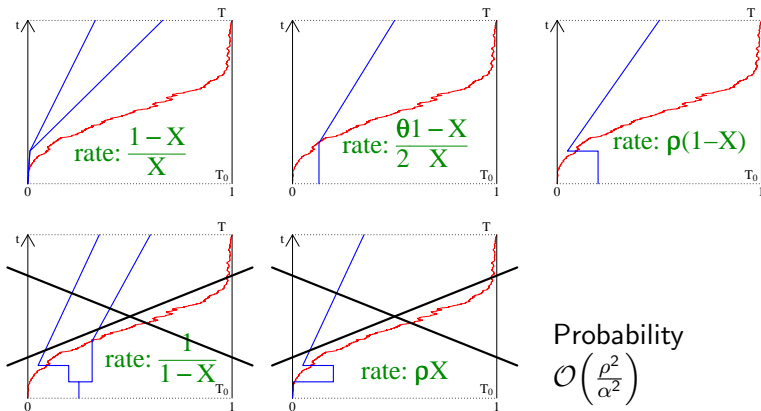 t T
rate: 1 – X / X
T₀
0 1
t T
rate: θ/2 1 – X / X
T₀
0 1
t T
rate: ρ(1–X)
T₀
0 1
t T
rate: 1 / 1 – X
T₀
0 1
t T
rate: ρX
T₀
0 1
Probability
𝒪(ρ²/α²)